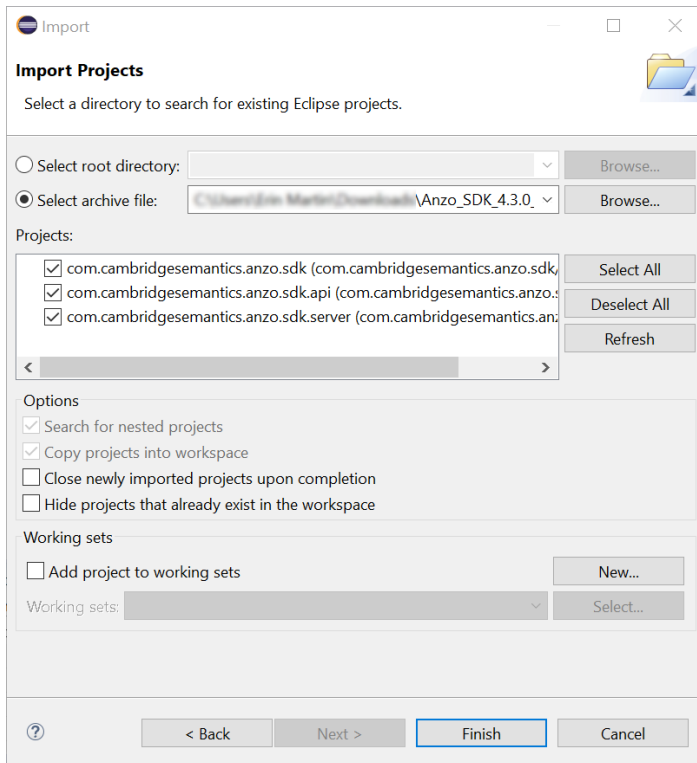 Import
Import Projects
Select a directory to search for existing Eclipse projects.
Select root directory: Browse...
Select archive file: \Anzo_SDK_4.3.0_ Browse...
Projects:
com.cambridgesemantics.anzo.sdk (com.cambridgesemantics.anzo.sdk/ Select All
com.cambridgesemantics.anzo.sdk.api (com.cambridgesemantics.anzo.s Deselect All
com.cambridgesemantics.anzo.sdk.server (com.cambridgesemantics.anz
Refresh
Options
Search for nested projects
Copy projects into workspace
Close newly imported projects upon completion
Hide projects that already exist in the workspace
Working sets
Add project to working sets New...
Working sets: Select...
? < Back Next > Finish Cancel